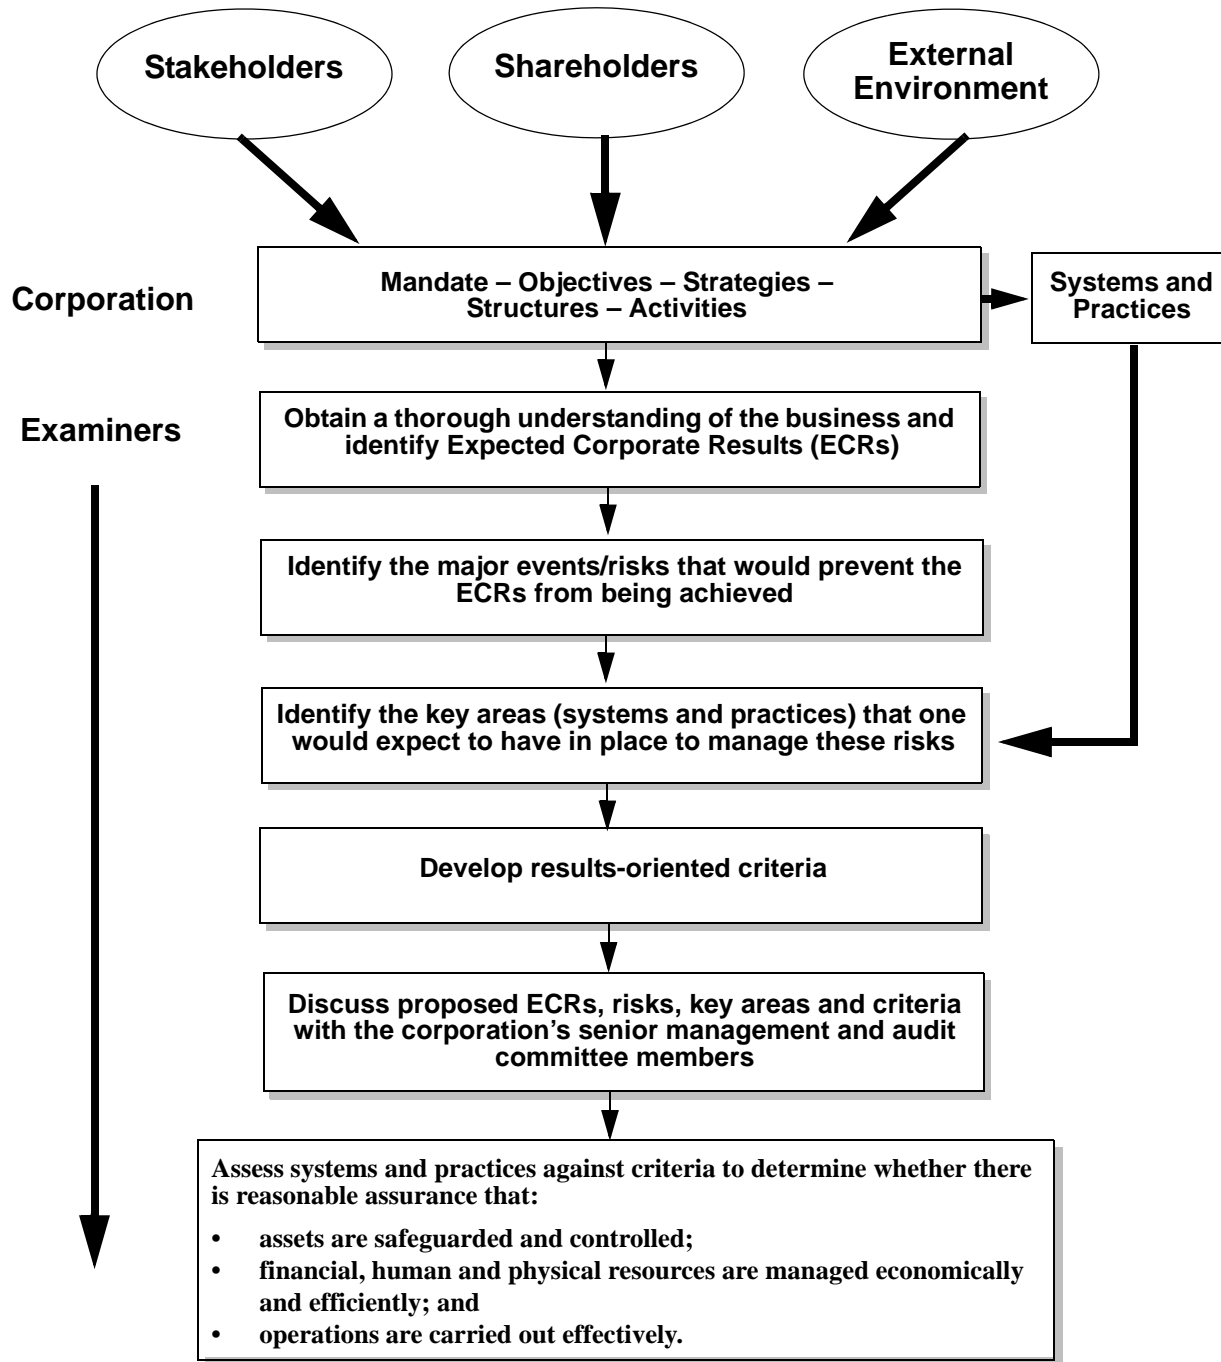 Stakeholders
Shareholders
External
Environment
Corporation
Mandate – Objectives – Strategies –
Structures – Activities
Systems and
Practices
Examiners
Obtain a thorough understanding of the business and
identify Expected Corporate Results (ECRs)
Identify the major events/risks that would prevent the
ECRs from being achieved
Identify the key areas (systems and practices) that one
would expect to have in place to manage these risks
Develop results-oriented criteria
Discuss proposed ECRs, risks, key areas and criteria
with the corporation’s senior management and audit
committee members
Assess systems and practices against criteria to determine whether there
is reasonable assurance that:
• assets are safeguarded and controlled;
• financial, human and physical resources are managed economically
and efficiently; and
• operations are carried out effectively.